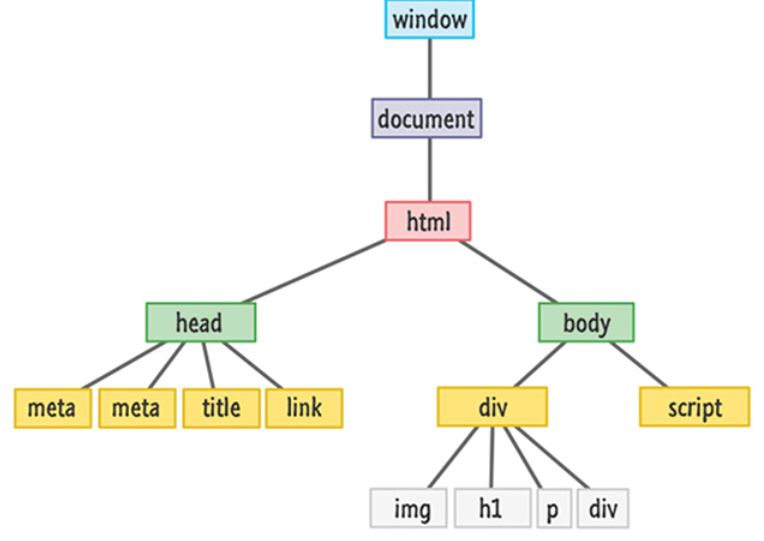 window
document
html
head
body
meta
meta
title
link
div
script
img
h1
p
div